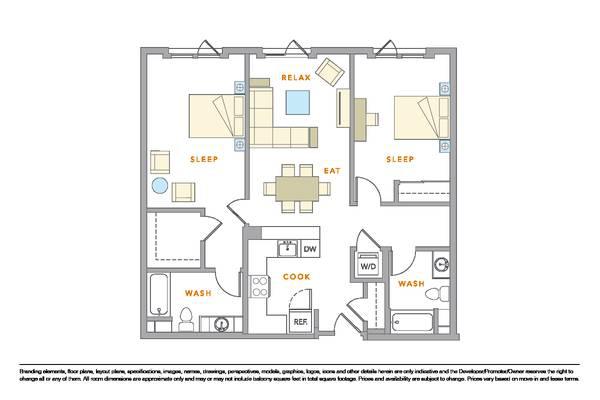 RELAX
SLEEP
SLEEP
EAT
DW
COOK
W/D
WASH
WASH
REF.
Branding elements, floor plans, layout plans, specifications, images, names, drawings, perspectives, models, graphics, logos, icons and other details herein are only indicative and the Developer/Promoter/Owner reserves the right to
change all or any of them. All room dimensions are approximate only and may or may not include balcony square feet in total square footage. Prices and availability are subject to change. Prices vary based on move in and lease terms.